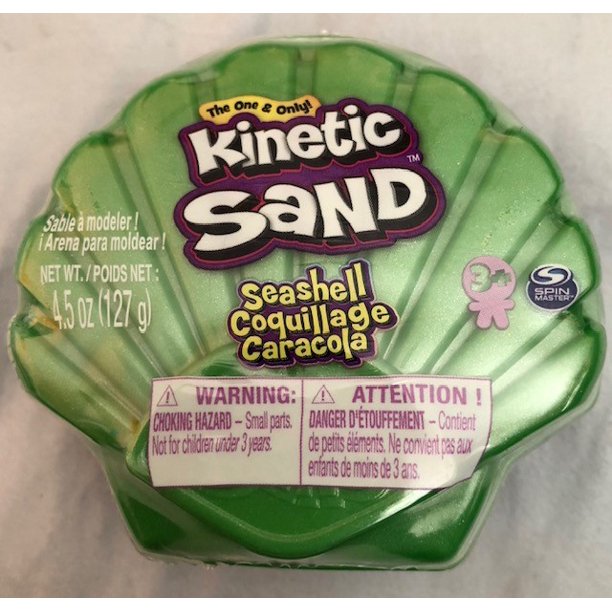 The One & Only!
Kinetic
SAND
TM
Sable à modeler !
¡ Arena para moldear !
NET WT. / POIDS NET :
4.5 oz (127 g)
Seashell
Coquillage
Caracola
3+
SPIN
MASTER
WARNING:
CHOKING HAZARD – Small parts.
Not for children under 3 years.
ATTENTION !
DANGER D'ÉTOUFFEMENT – Contient
de petits éléments. Ne convient pas aux
enfants de moins de 3 ans.